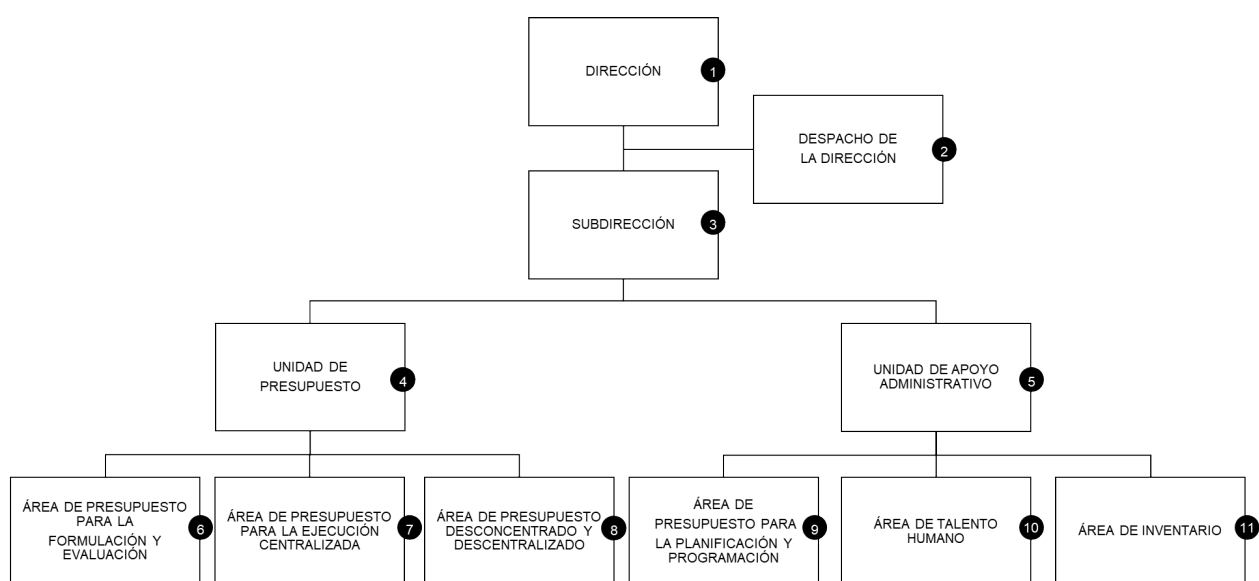 DIRECCIÓN
1
DESPACHO DE
LA DIRECCIÓN
2
SUBDIRECCIÓN
3
UNIDAD DE
PRESUPUESTO
4
UNIDAD DE APOYO
ADMINISTRATIVO
5
ÁREA DE PRESUPUESTO
PARA LA
FORMULACIÓN Y
EVALUACIÓN
6
ÁREA DE PRESUPUESTO
PARA LA EJECUCIÓN
CENTRALIZADA
7
ÁREA DE PRESUPUESTO
DESCONCENTRADO Y
DESCENTRALIZADO
8
ÁREA DE
PRESUPUESTO PARA
LA PLANIFICACIÓN Y
PROGRAMACIÓN
9
ÁREA DE TALENTO
HUMANO
10
ÁREA DE INVENTARIO
11